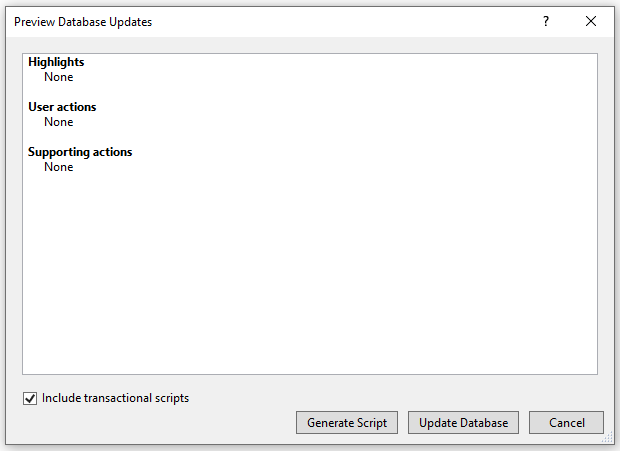 Preview Database Updates
?
Highlights
None
User actions
None
Supporting actions
None
Include transactional scripts
Generate Script
Update Database
Cancel